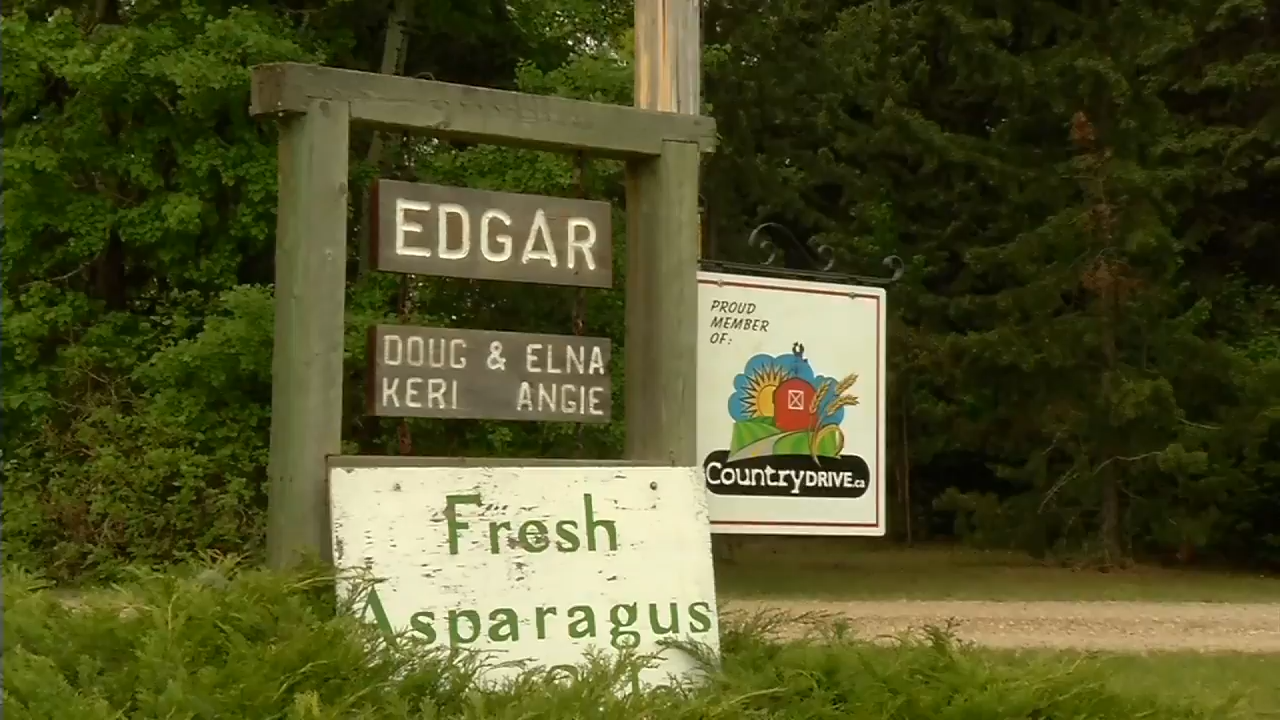 EDGAR
DOUG & ELNA
KERI ANGIE
PROUD
MEMBER
OF:
CountryDRIVE.ca
Fresh
Asparagus